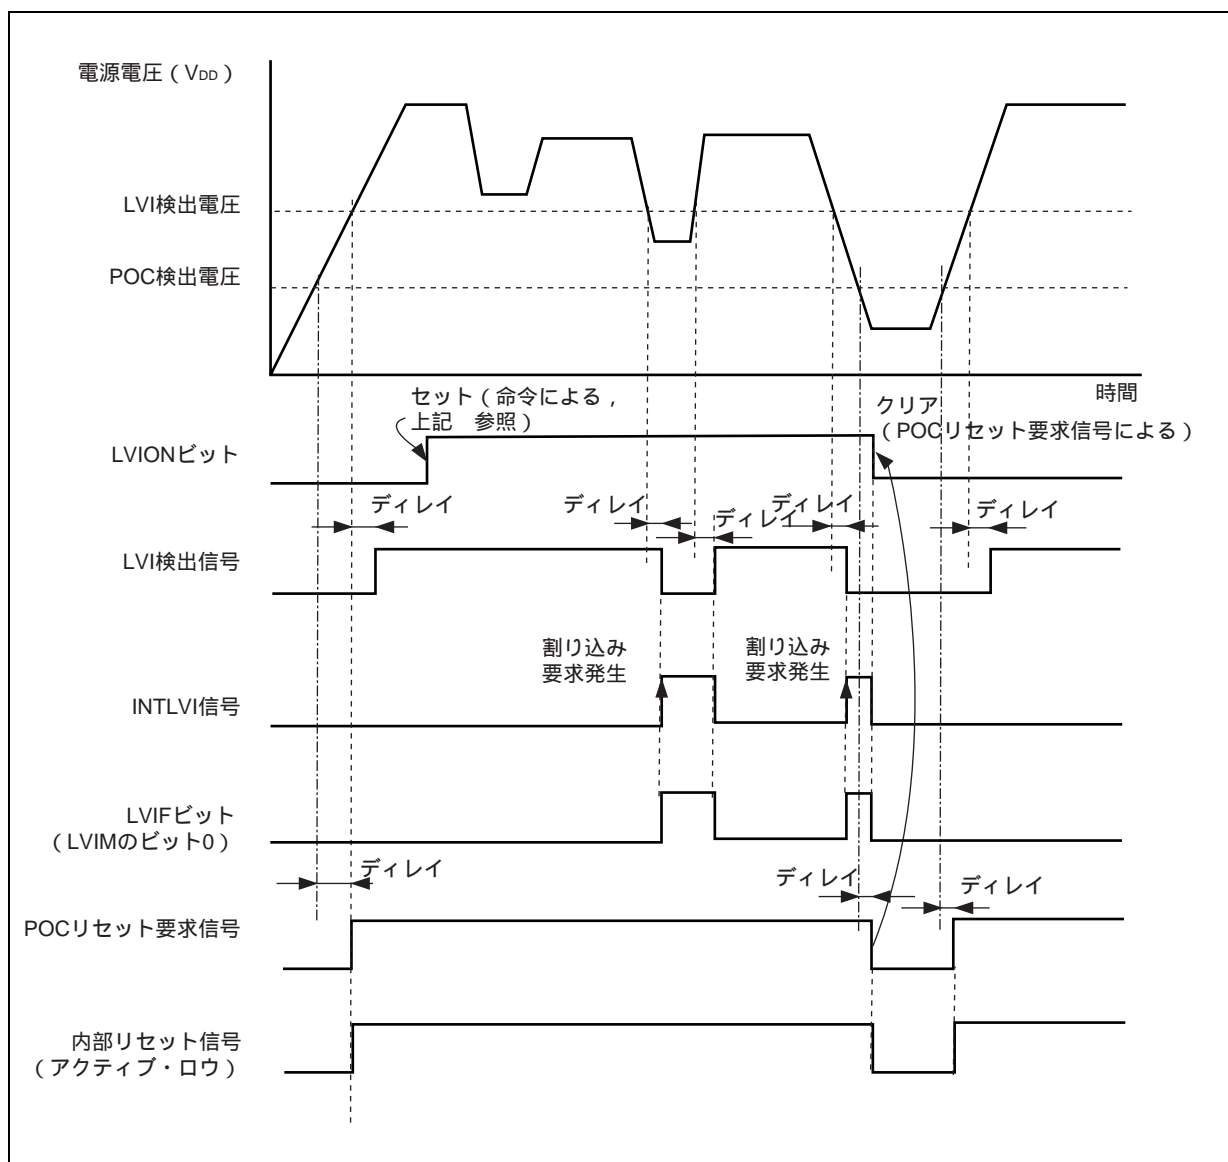 電源電圧（VDD）
LVI検出電圧
POC検出電圧
時間
セット（命令による，
上記　参照）
クリア
（POCリセット要求信号による）
LVIONビット
ディレイ
ディレイ
ディレイ
ディレイ
ディレイ
LVI検出信号
割り込み
要求発生
割り込み
要求発生
INTLVI信号
LVIFビット
（LVIMのビット0）
ディレイ
ディレイ
ディレイ
POCリセット要求信号
内部リセット信号
（アクティブ・ロウ）